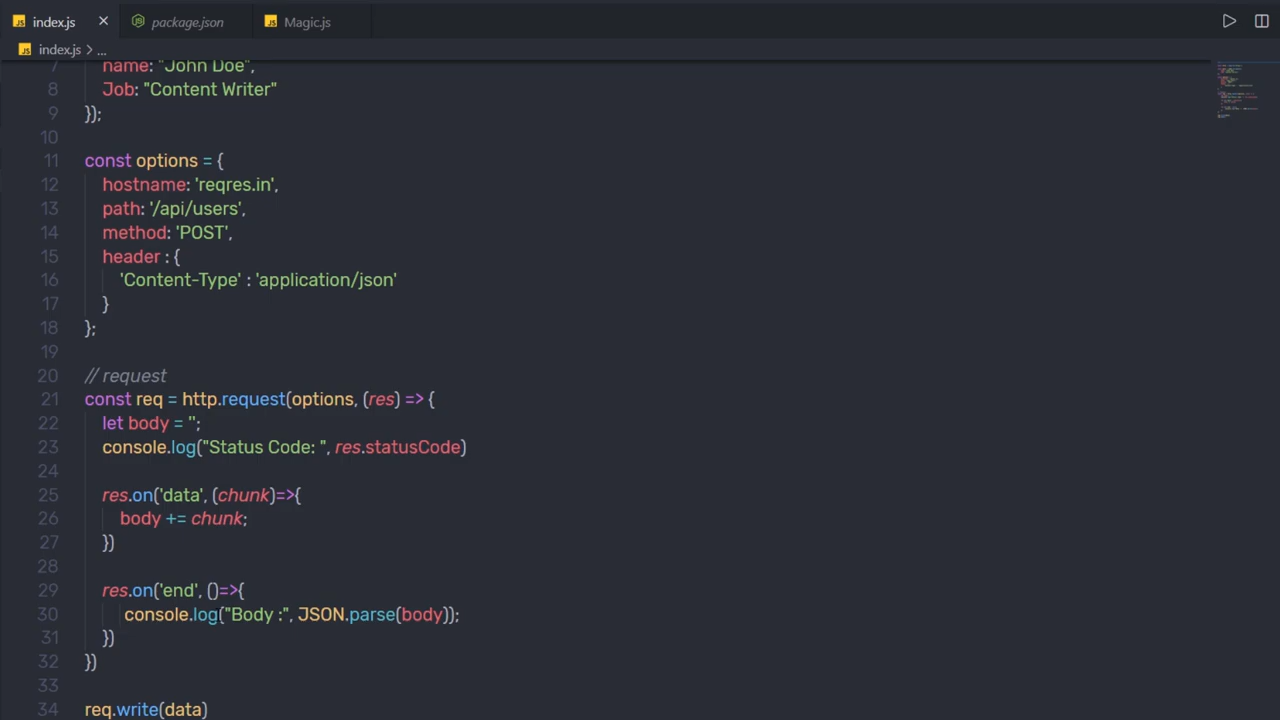 index.js
package.json
Magic.js
index.js > ...
7 name: "John Doe",
8 Job: "Content Writer"
9 });
10
11 const options = {
12 hostname: 'reqres.in',
13 path: '/api/users',
14 method: 'POST',
15 header : {
16 'Content-Type' : 'application/json'
17 }
18 };
19
20 // request
21 const req = http.request(options, (res) => {
22 let body = '';
23 console.log("Status Code: ", res.statusCode)
24
25 res.on('data', (chunk)=>{
26 body += chunk;
27 })
28
29 res.on('end', ()=>{
30 console.log("Body :", JSON.parse(body));
31 })
32 })
33
34 req.write(data)